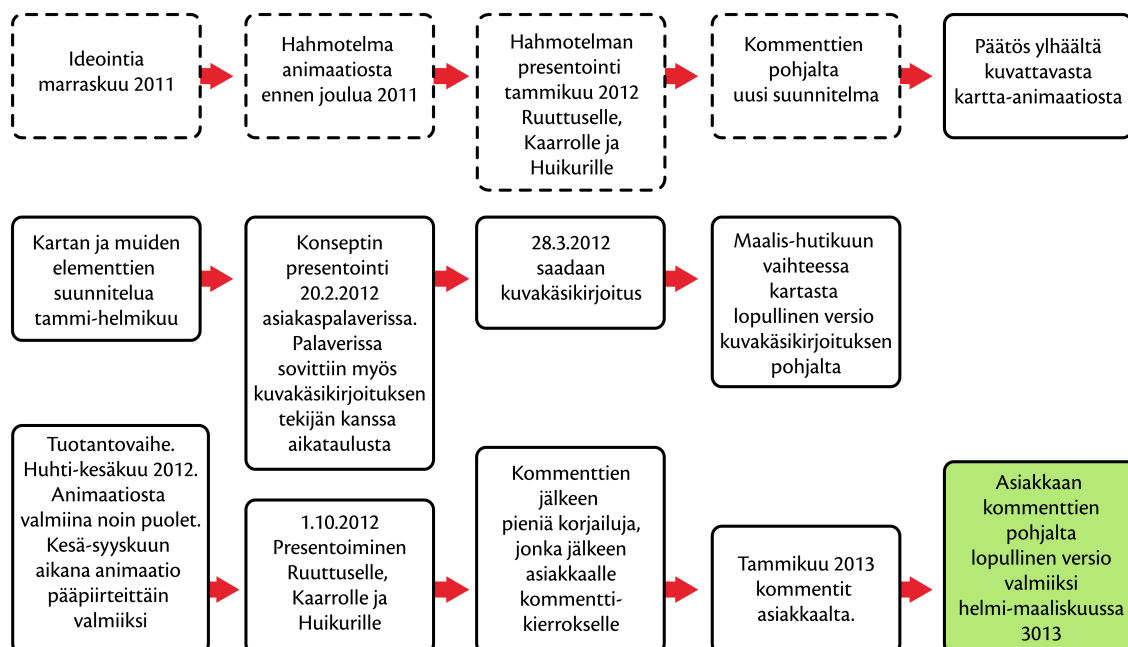 Ideointia
marraskuu 2011
Hahmotelma
animaatiosta
ennen joulua 2011
Hahmotelman
presentointi
tammikuu 2012
Ruuttuselle,
Kaarrolle ja
Huikurille
Kommenttien
pohjalta
uusi suunnitelma
Päätös ylhäältä
kuvattavasta
kartta-animaatiosta
Kartan ja muiden
elementtien
suunnitelua
tammi-helmikuu
Konseptin
presentointi
20.2.2012
asiakaspalaverissa.
Palaverissa
sovittiin myös
kuvakäsikirjoituksen
tekijän kanssa
aikataulusta
28.3.2012
saadaan
kuvakäsikirjoitus
Maalis-hutikuun
vaihteessa
kartasta
lopullinen versio
kuvakäsikirjoituksen
pohjalta
Tuotantovaihe.
Huhti-kesäkuu 2012.
Animaatiosta
valmiina noin puolet.
Kesä-syyskuun
aikana animaatio
pääpiirteittäin
valmiiksi
1.10.2012
Presentoiminen
Ruuttuselle,
Kaarrolle ja
Huikurille
Kommenttien
jälkeen
pieniä korjailuja,
jonka jälkeen
asiakkaalle
kommentti-
kierrokselle
Tammikuu 2013
kommentit
asiakkaalta.
Asiakkaan
kommenttien
pohjalta
lopullinen versio
valmiiksi
helmi-maaliskuussa
3013